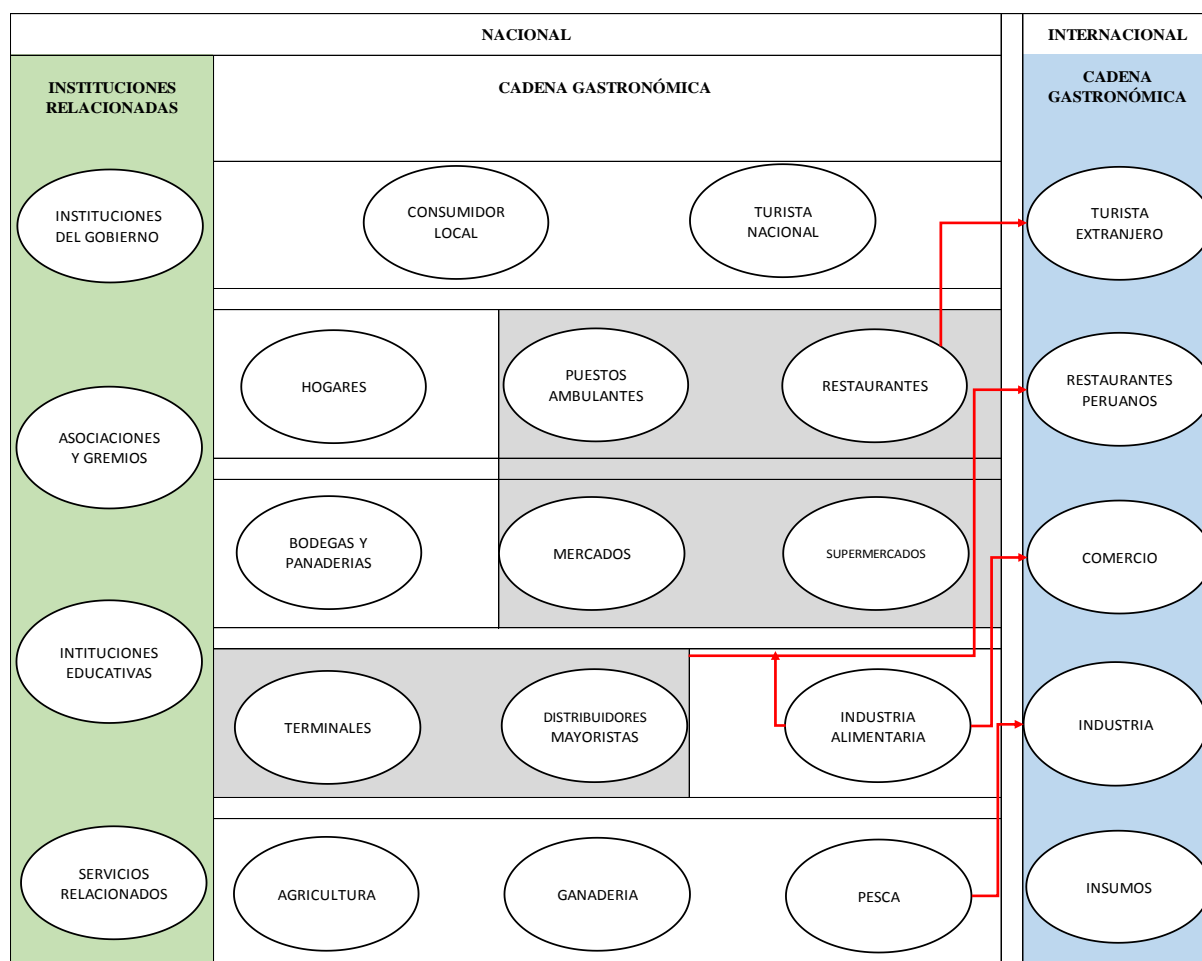 NACIONAL
INTERNACIONAL
INSTITUCIONES
RELACIONADAS
CADENA GASTRONÓMICA
CADENA
GASTRONÓMICA
INSTITUCIONES
DEL GOBIERNO
CONSUMIDOR
LOCAL
TURISTA
NACIONAL
TURISTA
EXTRANJERO
ASOCIACIONES
Y GREMIOS
HOGARES
PUESTOS
AMBULANTES
RESTAURANTES
RESTAURANTES
PERUANOS
BODEGAS Y
PANADERIAS
MERCADOS
SUPERMERCADOS
COMERCIO
INTITUCIONES
EDUCATIVAS
TERMINALES
DISTRIBUIDORES
MAYORISTAS
INDUSTRIA
ALIMENTARIA
INDUSTRIA
SERVICIOS
RELACIONADOS
AGRICULTURA
GANADERIA
PESCA
INSUMOS